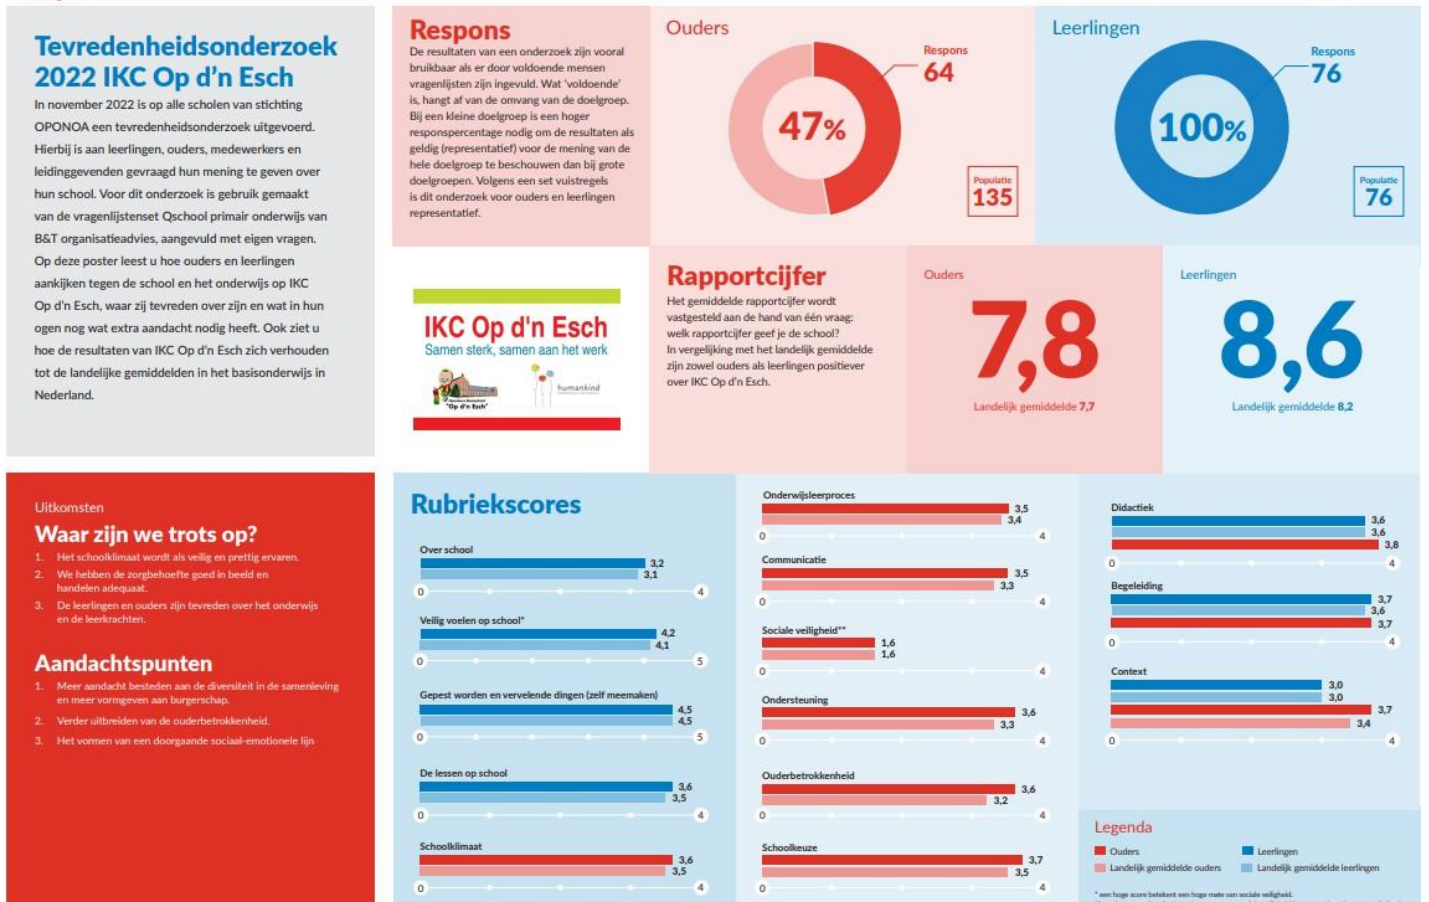 Tevredenheidsonderzoek
2022 IKC Op d'n Esch
In november 2022 is op alle scholen van stichting
OPONOA een tevredenheidsonderzoek uitgevoerd.
Hierbij is aan leerlingen, ouders, medewerkers en
leidinggevenden gevraagd hun mening te geven over
hun school. Voor dit onderzoek is gebruik gemaakt
van de vragenlijstenset Qschool primair onderwijs van
B&T organisatieadvies, aangevuld met eigen vragen.
Op deze poster leest u hoe ouders en leerlingen
aankijken tegen de school en het onderwijs op IKC
Op d'n Esch, waar zij tevreden over zijn en wat in hun
ogen nog wat extra aandacht nodig heeft. Ook ziet u
hoe de resultaten van IKC Op d'n Esch zich verhouden
tot de landelijke gemiddelden in het basisonderwijs in
Nederland.
Respons
De resultaten van een onderzoek zijn vooral
bruikbaar als er door voldoende mensen
vragenlijsten zijn ingevuld. Wat 'voldoende'
is, hangt af van de omvang van de doelgroep.
Bij een kleine doelgroep is een hoger
responspercentage nodig om de resultaten als
geldig (representatief) voor de mening van de
hele doelgroep te beschouwen dan bij grote
doelgroepen. Volgens een set vuistregels
is dit onderzoek voor ouders en leerlingen
representatief.
Ouders
Respons
64
47%
Populatie
135
Leerlingen
Respons
76
100%
Populatie
76
IKC Op d'n Esch
Samen sterk, samen aan het werk
"Op d'n Esch"
humankind
Rapportcijfer
Het gemiddelde rapportcijfer wordt
vastgesteld aan de hand van één vraag:
welk rapportcijfer geef je de school?
In vergelijking met het landelijk gemiddelde
zijn zowel ouders als leerlingen positiever
over IKC Op d'n Esch.
Ouders
7,8
Landelijk gemiddelde 7,7
Leerlingen
8,6
Landelijk gemiddelde 8,2
Uitkomsten
Waar zijn we trots op?
1. Het schoolklimaat wordt als veilig en prettig ervaren.
2. We hebben de zorgbehoefte goed in beeld en
handelen adequaat.
3. De leerlingen en ouders zijn tevreden over het onderwijs
en de leerkrachten.
Aandachtspunten
1. Meer aandacht besteden aan de diversiteit in de samenleving
en meer vormgeven aan burgerschap.
2. Verder uitbreiden van de ouderbetrokkenheid.
3. Het vormen van een doorgaande sociaal-emotionele lijn
Rubriekscores
Over school
3,2
3,1
0 4
Veilig voelen op school*
4,2
4,1
0 5
Gepest worden en vervelende dingen (zelf meemaken)
4,5
4,5
0 5
De lessen op school
3,6
3,5
0 4
Schoolklimaat
3,6
3,5
0 4
Onderwijsleerproces
3,5
3,4
0 4
Communicatie
3,5
3,3
0 4
Sociale veiligheid**
1,6
1,6
0 4
Ondersteuning
3,6
3,3
0 4
Ouderbetrokkenheid
3,6
3,2
0 4
Schoolkeuze
3,7
3,5
0 4
Didactiek
3,6
3,6
3,8
0 4
Begeleiding
3,7
3,6
3,7
0 4
Context
3,0
3,0
3,7
3,4
0 4
Legenda
Ouders
Leerlingen
Landelijk gemiddelde ouders
Landelijk gemiddelde leerlingen
* een hoge score betekent een hoge mate van sociale veiligheid.